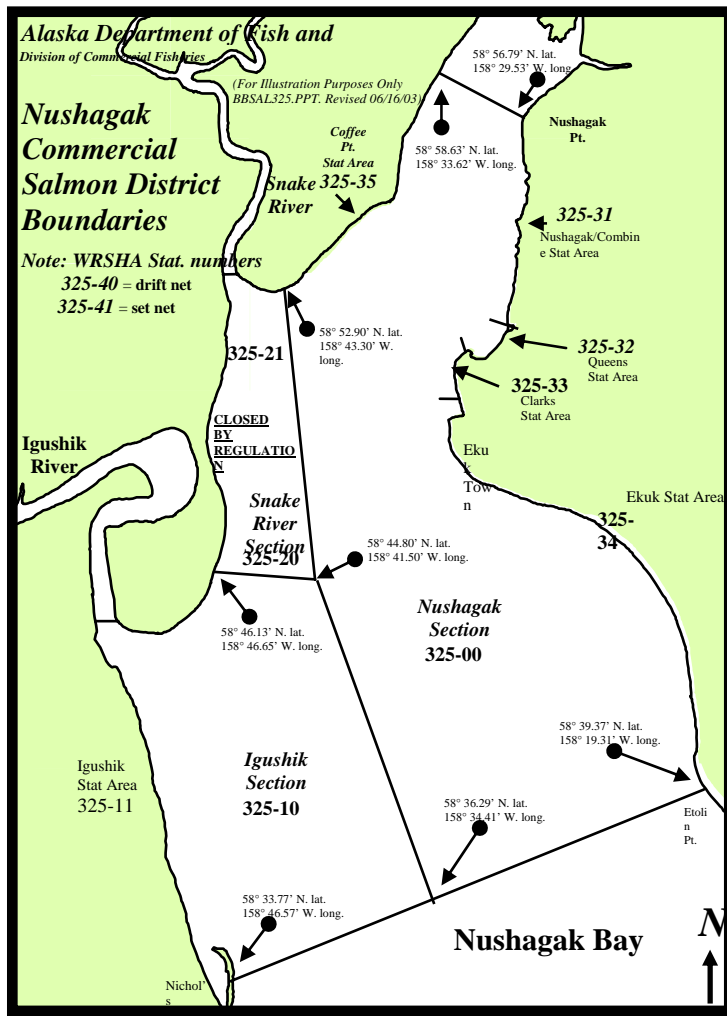 Alaska Department of Fish and
Division of Commercial Fisheries
(For Illustration Purposes Only
BBSAL325.PPT. Revised 06/16/03)
58° 56.79’ N. lat.
158° 29.53’ W. long.
Nushagak
Commercial
Salmon District
Boundaries
Note: WRSHA Stat. numbers
325-40 = drift net
325-41 = set net
Coffee
Pt.
Stat Area
325-35
Snake
River
58° 58.63’ N. lat.
158° 33.62’ W. long.
Nushagak
Pt.
325-31
Nushagak/Combin
e Stat Area
58° 52.90’ N. lat.
158° 43.30’ W.
long.
325-32
Queens
Stat Area
325-21
325-33
Clarks
Stat Area
CLOSED
BY
REGULATIO
N
Igushik
River
Eku
k
Tow
n
Ekuk Stat Area
325-
34
Snake
River
Section
325-20
58° 44.80’ N. lat.
158° 41.50’ W. long.
58° 46.13’ N. lat.
158° 46.65’ W. long.
Nushagak
Section
325-00
58° 39.37’ N. lat.
158° 19.31’ W. long.
Igushik
Stat Area
325-11
Igushik
Section
325-10
58° 36.29’ N. lat.
158° 34.41’ W. long.
Etoli
n
Pt.
58° 33.77’ N. lat.
158° 46.57’ W. long.
Nushagak Bay
N
Nichol’
s